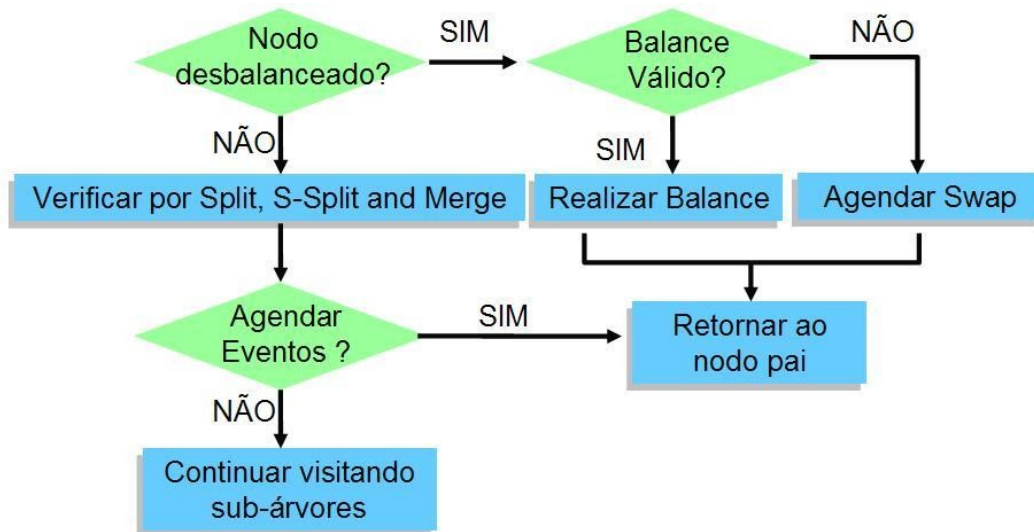 Nodo
desbalanceado?
SIM
Balance
Válido?
NÃO
NÃO
SIM
Verificar por Split, S-Split and Merge
Realizar Balance
Agendar Swap
Agendar
Eventos ?
SIM
Retornar ao
nodo pai
NÃO
Continuar visitando
sub-árvores